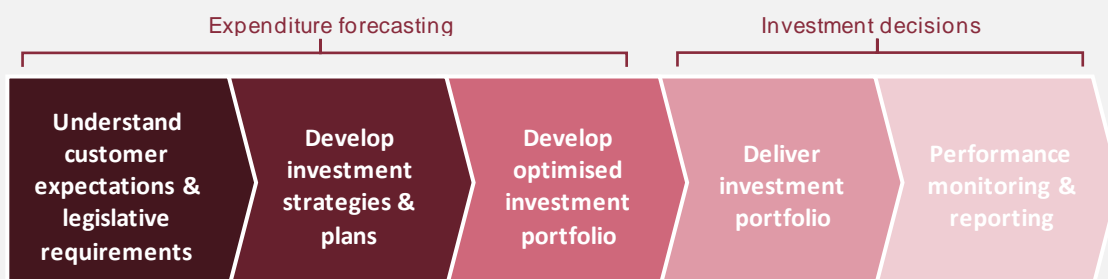 Expenditure forecasting
Investment decisions
Understand
customer
expectations &
legislative
requirements
Develop
investment
strategies &
plans
Develop
optimised
investment
portfolio
Deliver
investment
portfolio
Performance
monitoring &
reporting